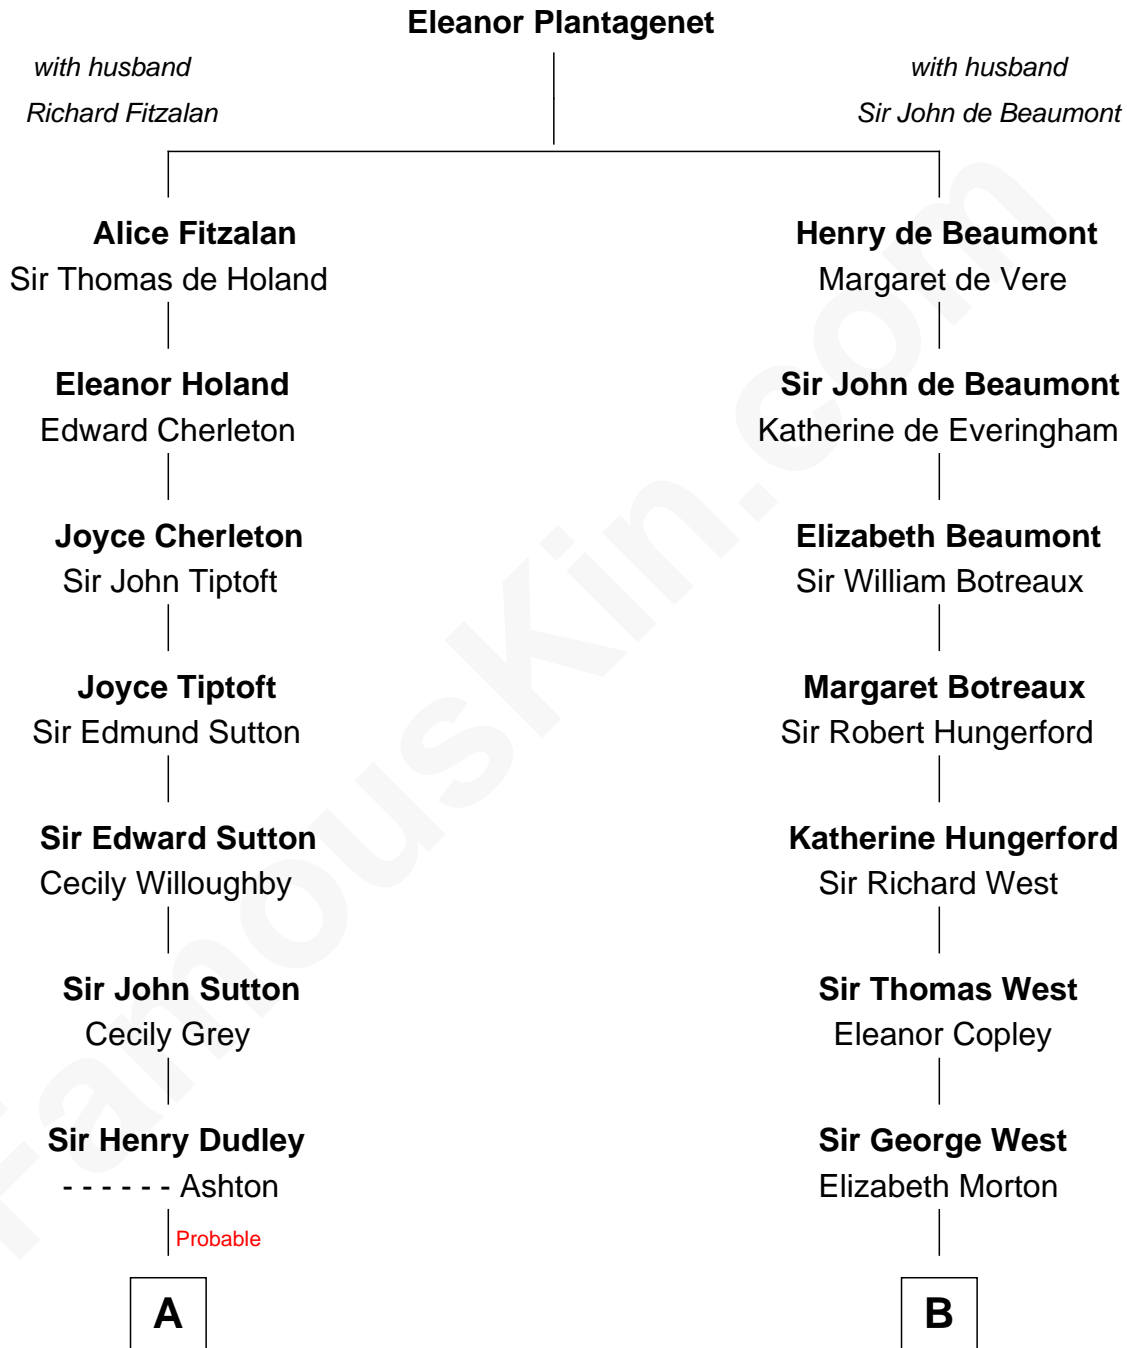 Eleanor Plantagenet
with husband
Richard Fitzalan
with husband
Sir John de Beaumont
Alice Fitzalan
Sir Thomas de Holand
Henry de Beaumont
Margaret de Vere
Eleanor Holand
Edward Cherleton
Sir John de Beaumont
Katherine de Everingham
Joyce Cherleton
Sir John Tiptoft
Elizabeth Beaumont
Sir William Botreaux
Joyce Tiptoft
Sir Edmund Sutton
Margaret Botreaux
Sir Robert Hungerford
Sir Edward Sutton
Cecily Willoughby
Katherine Hungerford
Sir Richard West
Sir John Sutton
Cecily Grey
Sir Thomas West
Eleanor Copley
Sir Henry Dudley
- - - - - - Ashton
Probable
Sir George West
Elizabeth Morton
A
B
FamousKin.com